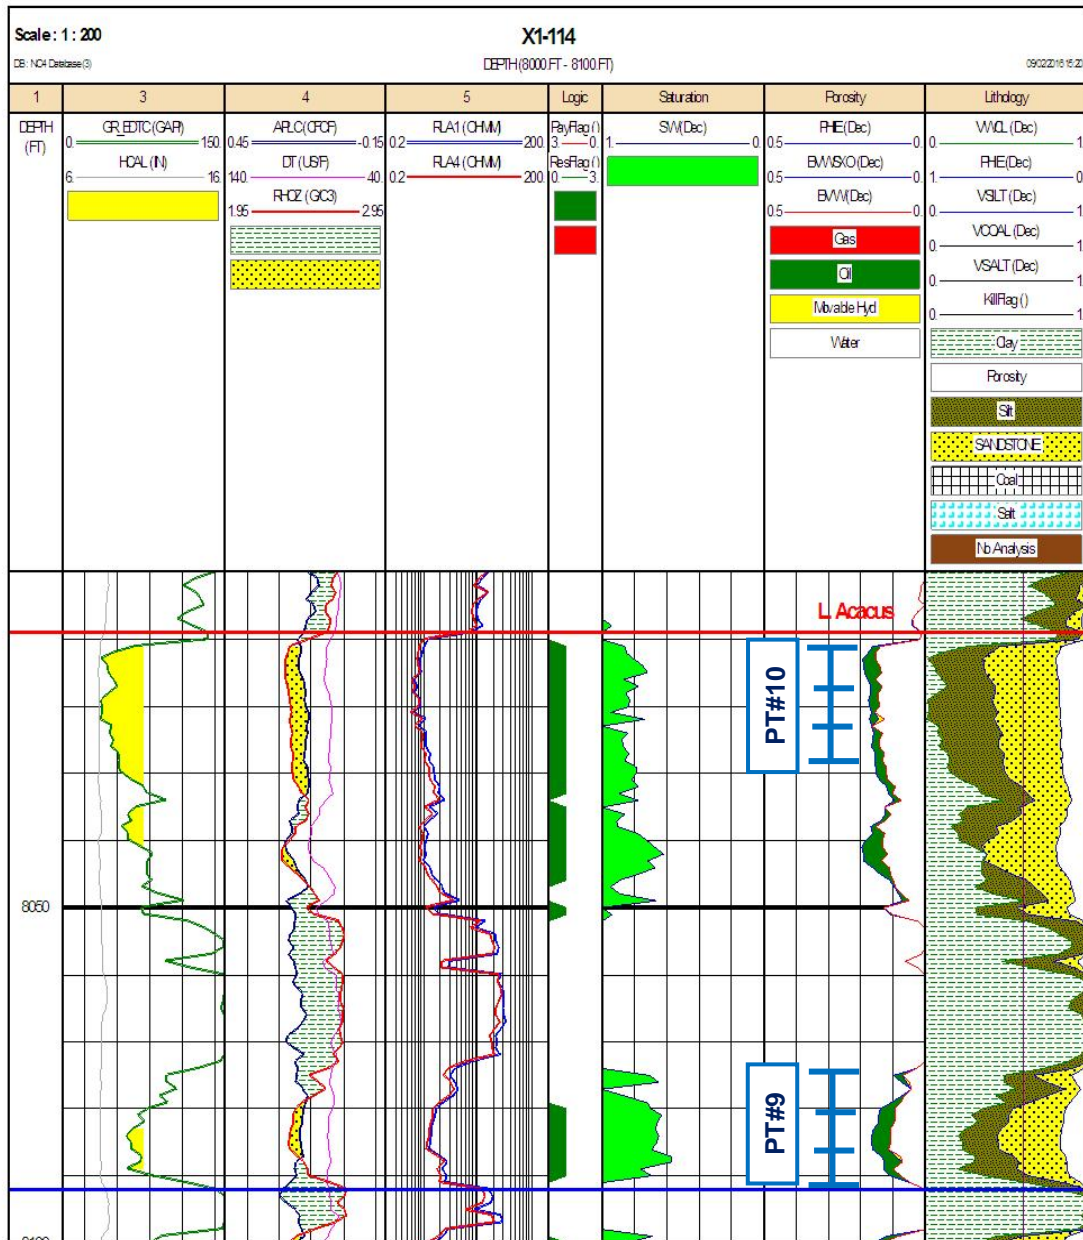 Scale : 1 : 200
X1-114
DB : NC4 Database(3)
DEPTH (8000.FT - 8100.FT)
1 3 4 5 Logic Saturation Porosity Lithology
DEPTH (FT)
GR_EDTC (GAPI)
0. 150.
HCAL (IN)
6. 16.
APLC (CFCF)
0.45 -0.15
DT (US/F)
140. 40.
RHOZ (G/C3)
1.95 2.95
RLA1 (OHMM)
0.2 200.
RLA4 (OHMM)
0.2 200.
PayFlag ()
3. 0.
ResFlag ()
0. 3.
SW (Dec)
1. 0.
PHIE (Dec)
0.5 0.
BVWSXO (Dec)
0.5 0.
BVW (Dec)
0.5 0.
Gas
Oil
Movable Hyd
Water
VWCL (Dec)
0. 1.
PHIE (Dec)
1. 0.
VSILT (Dec)
0. 1.
VCOAL (Dec)
0. 1.
VSALT (Dec)
0. 1.
KillFlag ()
0. 1.
Clay
Porosity
Silt
SANDSTONE
Coal
Salt
No Analysis
L. Acacus
PT#10
8050
PT#9